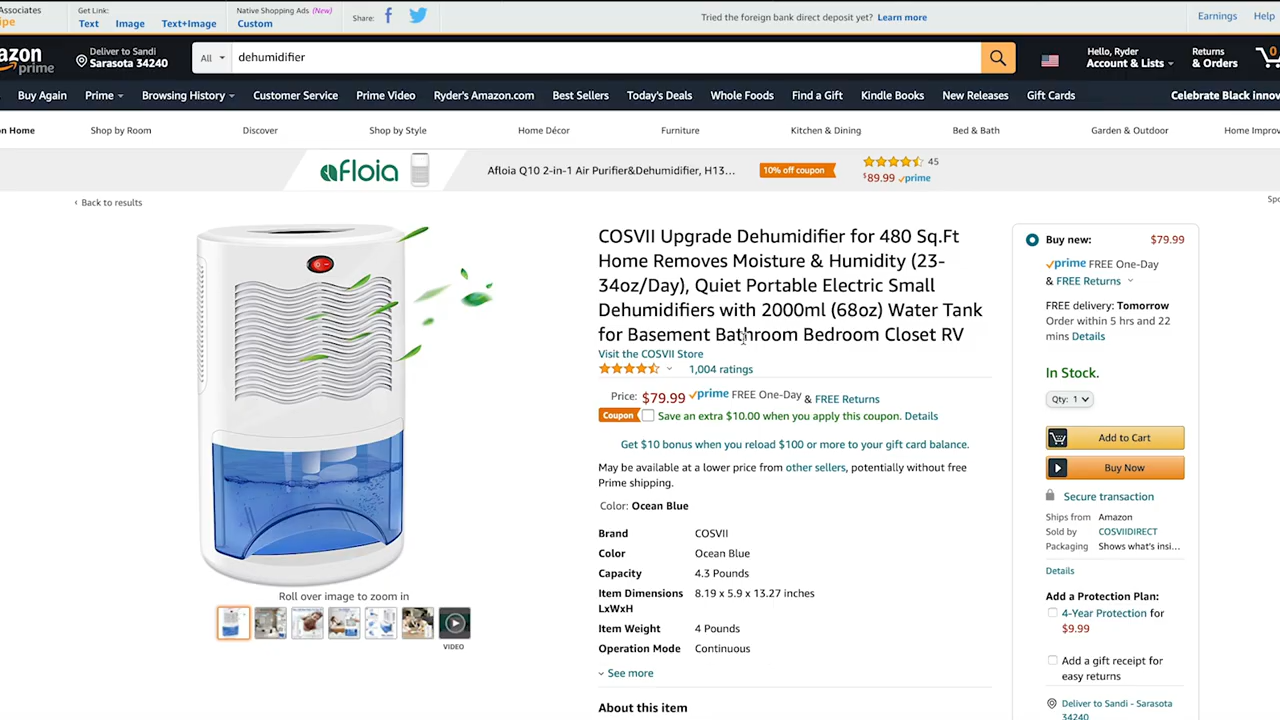 Associates
Get Link:
Native Shopping Ads (New)
ipe
Text Image Text+Image
Custom
Share:
Tried the foreign bank direct deposit yet? Learn more
Earnings Help
amazon
prime
Deliver to Sandi
Sarasota 34240
All
dehumidifier
Hello, Ryder
Account & Lists
Returns
& Orders
0
Buy Again Prime Browsing History Customer Service Prime Video Ryder's Amazon.com Best Sellers Today's Deals Whole Foods Find a Gift Kindle Books New Releases Gift Cards Celebrate Black innov
on Home Shop by Room Discover Shop by Style Home Décor Furniture Kitchen & Dining Bed & Bath Garden & Outdoor Home Improv
afloia
Afloia Q10 2-in-1 Air Purifier&Dehumidifier, H13...
10% off coupon
45
$89.99 prime
‹ Back to results
Spo
COSVII Upgrade Dehumidifier for 480 Sq.Ft
Home Removes Moisture & Humidity (23-
34oz/Day), Quiet Portable Electric Small
Dehumidifiers with 2000ml (68oz) Water Tank
for Basement Bathroom Bedroom Closet RV
Visit the COSVII Store
1,004 ratings
Price: $79.99 prime FREE One-Day & FREE Returns
Coupon Save an extra $10.00 when you apply this coupon. Details
Get $10 bonus when you reload $100 or more to your gift card balance.
May be available at a lower price from other sellers, potentially without free
Prime shipping.
Color: Ocean Blue
Brand COSVII
Color Ocean Blue
Capacity 4.3 Pounds
Item Dimensions 8.19 x 5.9 x 13.27 inches
LxWxH
Item Weight 4 Pounds
Operation Mode Continuous
See more
About this item
Roll over image to zoom in
VIDEO
Buy new: $79.99
prime FREE One-Day
& FREE Returns
FREE delivery: Tomorrow
Order within 5 hrs and 22
mins Details
In Stock.
Qty: 1
Add to Cart
Buy Now
Secure transaction
Ships from Amazon
Sold by COSVIIDIRECT
Packaging Shows what's insi...
Details
Add a Protection Plan:
4-Year Protection for
$9.99
Add a gift receipt for
easy returns
Deliver to Sandi - Sarasota
34240